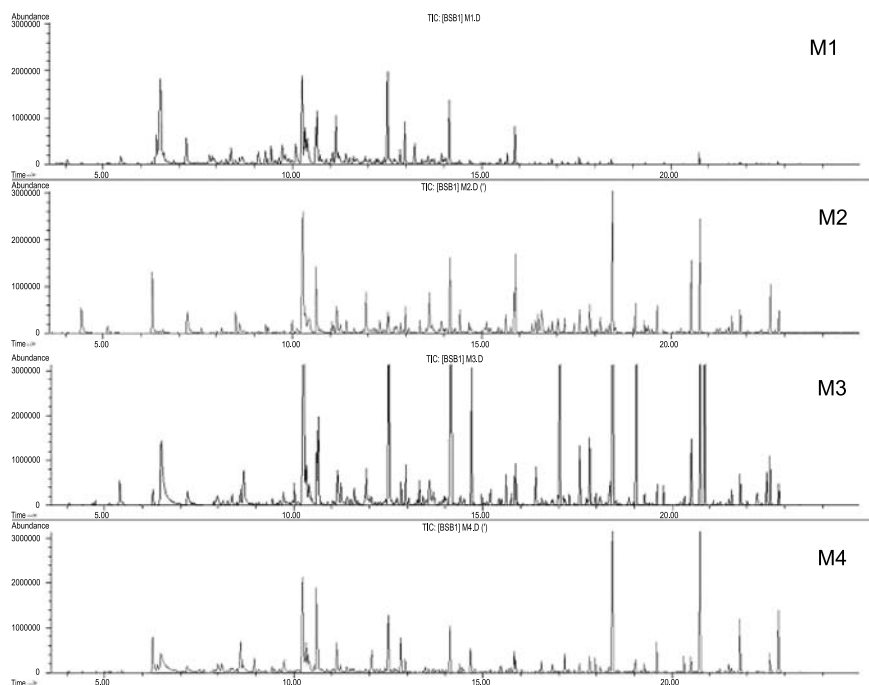 Abundance
TIC: [BSB1] M1.D
3000000
M1
2000000
1000000
0
Time--> 5.00 10.00 15.00 20.00
Abundance
TIC: [BSB1] M2.D (')
3000000
M2
2000000
1000000
0
Time--> 5.00 10.00 15.00 20.00
Abundance
TIC: [BSB1] M3.D
3000000
M3
2000000
1000000
0
Time--> 5.00 10.00 15.00 20.00
Abundance
TIC: [BSB1] M4.D (')
3000000
M4
2000000
1000000
0
Time--> 5.00 10.00 15.00 20.00